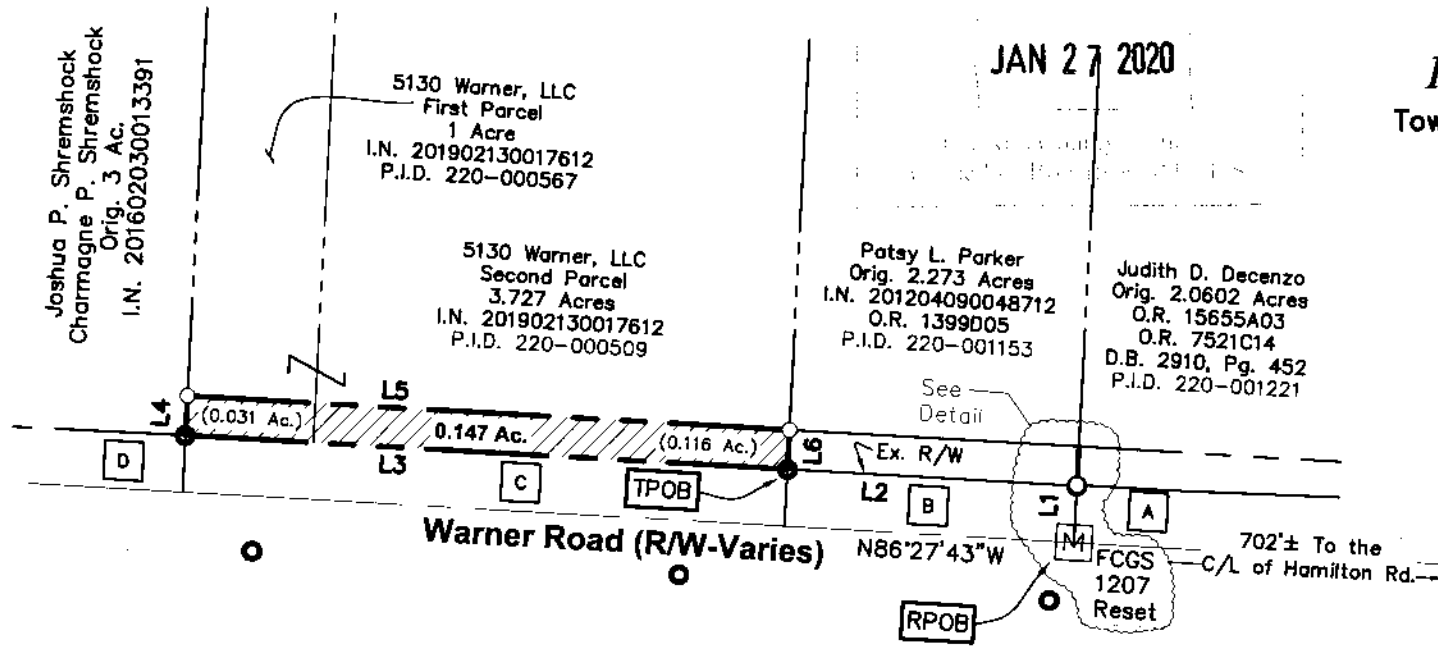 JAN 27 2020
Tow
Joshua P. Shremshock
Charmagne P. Shremshock
Orig. 3 Ac.
I.N. 201602030013391
5130 Warner, LLC
First Parcel
1 Acre
I.N. 201902130017612
P.I.D. 220-000567
5130 Warner, LLC
Second Parcel
3.727 Acres
I.N. 201902130017612
P.I.D. 220-000509
Patsy L. Parker
Orig. 2.273 Acres
I.N. 201204090048712
O.R. 1399D05
P.I.D. 220-001153
Judith D. Decenzo
Orig. 2.0602 Acres
O.R. 15655A03
O.R. 7521C14
D.B. 2910, Pg. 452
P.I.D. 220-001221
See
Detail
L4
(0.031 Ac.)
L5
0.147 Ac.
(0.116 Ac.)
L6
Ex. R/W
D
L3
C
TPOB
L2
B
L1
A
Warner Road (R/W-Varies)
N86°27'43"W
M
FCGS
1207
Reset
702'± To the
C/L of Hamilton Rd.
RPOB